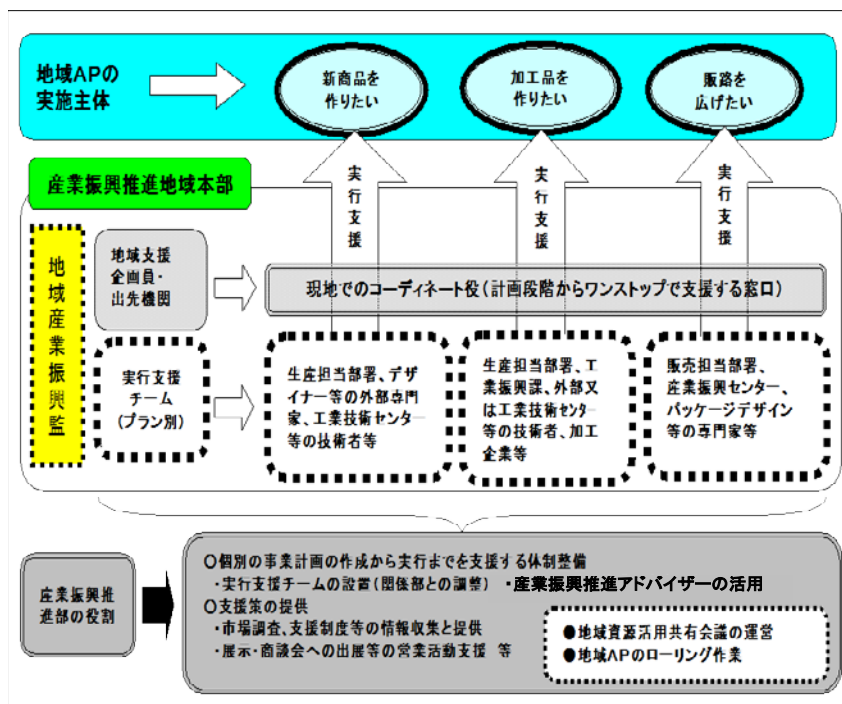 地域APの
実施主体
新商品を
作りたい
加工品を
作りたい
販路を
広げたい
実行支援
実行支援
実行支援
産業振興推進地域本部
地域産業振興監
地域支援
企画員・
出先機関
現地でのコーディネート役(計画段階からワンストップで支援する窓口)
実行支援
チーム
(プラン別)
生産担当部署、デザ
イナー等の外部専門
家、工業技術センター
等の技術者等
生産担当部署、工
業振興課、外部又
は工業技術センター
等の技術者、加工
企業等
販売担当部署、
産業振興センター、
パッケージデザイン
等の専門家等
産業振興推
進部の役割
○個別の事業計画の作成から実行までを支援する体制整備
・実行支援チームの設置(関係部との調整) ・産業振興推進アドバイザーの活用
○支援策の提供
・市場調査、支援制度等の情報収集と提供
・展示・商談会への出展等の営業活動支援 等
●地域資源活用共有会議の運営
●地域APのローリング作業